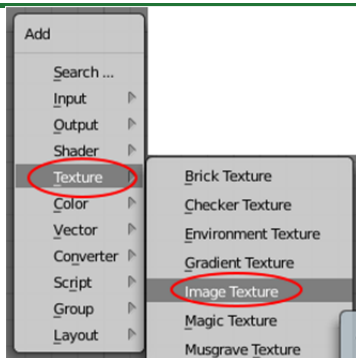 Add
Search ...
Input
Output
Shader
Texture
Color
Vector
Converter
Script
Group
Layout
Brick Texture
Checker Texture
Environment Texture
Gradient Texture
Image Texture
Magic Texture
Musgrave Texture